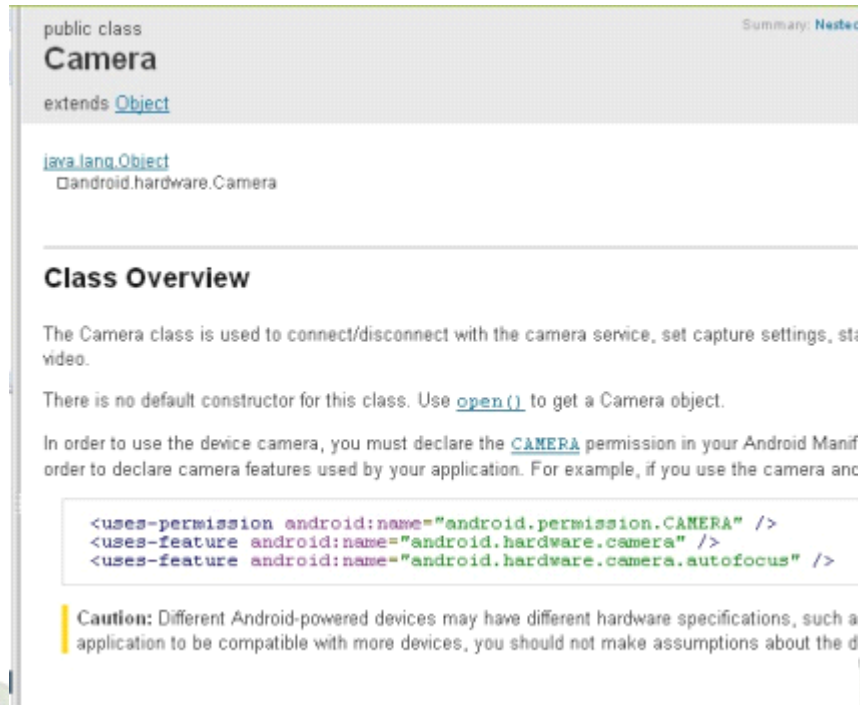 public class
Summary: Nested
Camera
extends Object
java.lang.Object
android.hardware.Camera
Class Overview
The Camera class is used to connect/disconnect with the camera service, set capture settings,
video.
There is no default constructor for this class. Use open() to get a Camera object.
In order to use the device camera, you must declare the CAMERA permission in your Android
order to declare camera features used by your application. For example, if you use the camera
<uses-permission android:name="android.permission.CAMERA" />
<uses-feature android:name="android.hardware.camera" />
<uses-feature android:name="android.hardware.camera.autofocus" />
Caution: Different Android-powered devices may have different hardware specifications, such
application to be compatible with more devices, you should not make assumptions about the